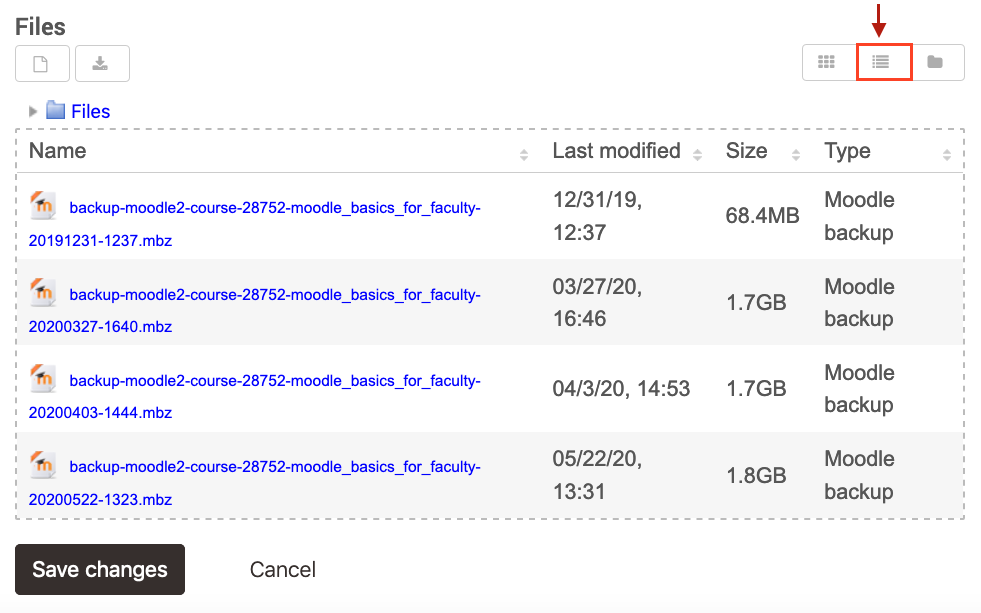 Files
Files
Name Last modified Size Type
backup-moodle2-course-28752-moodle_basics_for_faculty-
20191231-1237.mbz
12/31/19,
12:37
68.4MB
Moodle
backup
backup-moodle2-course-28752-moodle_basics_for_faculty-
20200327-1640.mbz
03/27/20,
16:46
1.7GB
Moodle
backup
backup-moodle2-course-28752-moodle_basics_for_faculty-
20200403-1444.mbz
04/3/20, 14:53
1.7GB
Moodle
backup
backup-moodle2-course-28752-moodle_basics_for_faculty-
20200522-1323.mbz
05/22/20,
13:31
1.8GB
Moodle
backup
Save changes Cancel